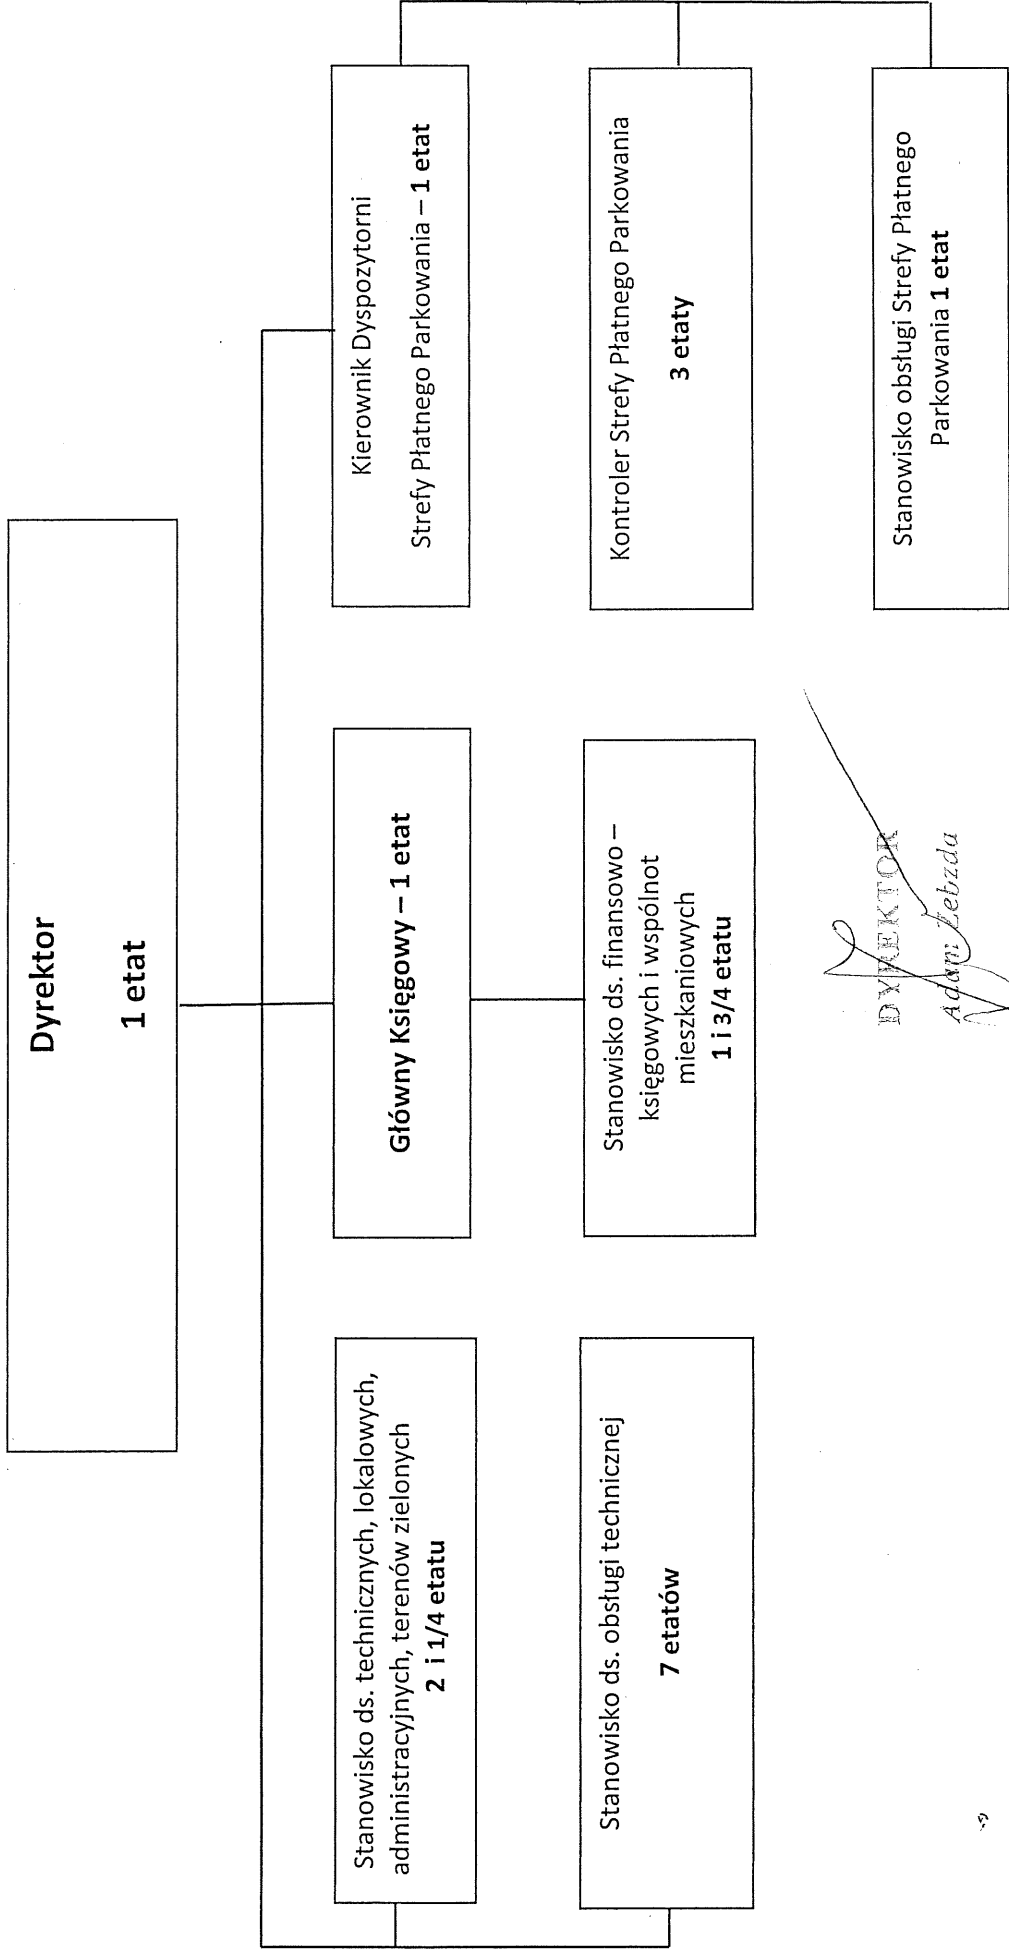 Dyrektor
1 etat
Stanowisko ds. technicznych, lokalowych,
administracyjnych, terenów zielonych
2 i 1/4 etatu
Stanowisko ds. obsługi technicznej
7 etatów
Główny Księgowy – 1 etat
Stanowisko ds. finansowo –
księgowych i wspólnot
mieszkaniowych
1 i 3/4 etatu
Kierownik Dyspozytorni
Strefy Płatnego Parkowania – 1 etat
Kontroler Strefy Płatnego Parkowania
3 etaty
Stanowisko obsługi Strefy Płatnego
Parkowania 1 etat
DYREKTOR
Adam Łebzda